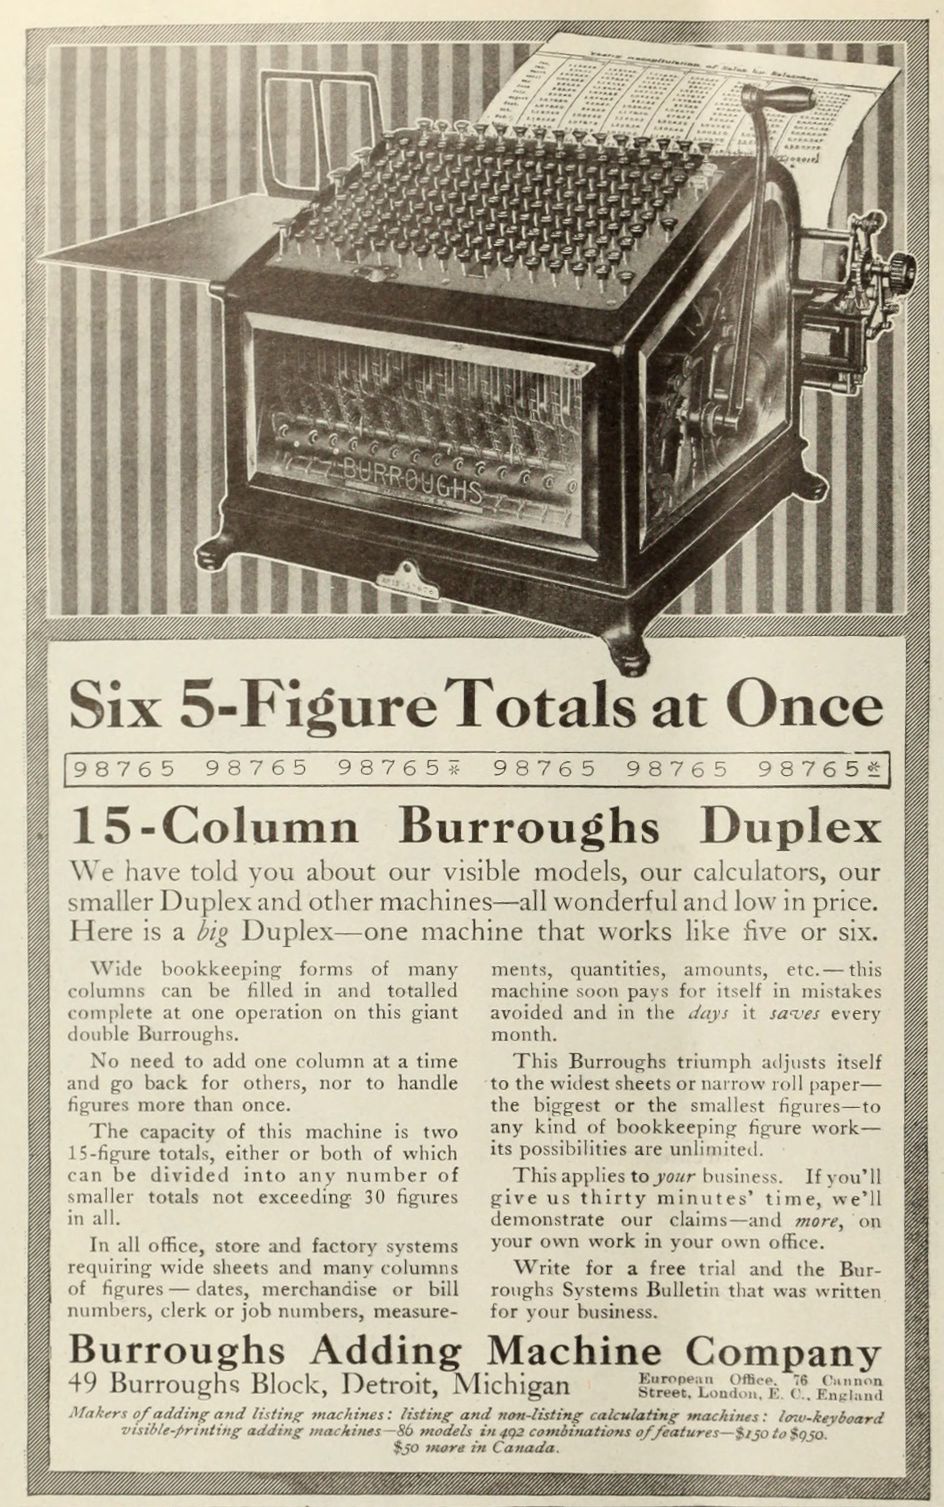 Yearly Recapitulation of Sales by Salesmen
BURROUGHS
Six 5-Figure Totals at Once
98765 98765 98765* 98765 98765 98765*
15-Column Burroughs Duplex
We have told you about our visible models, our calculators, our
smaller Duplex and other machines—all wonderful and low in price.
Here is a big Duplex—one machine that works like five or six.
Wide bookkeeping forms of many
columns can be filled in and totalled
complete at one operation on this giant
double Burroughs.
No need to add one column at a time
and go back for others, nor to handle
figures more than once.
The capacity of this machine is two
15-figure totals, either or both of which
can be divided into any number of
smaller totals not exceeding 30 figures
in all.
In all office, store and factory systems
requiring wide sheets and many columns
of figures — dates, merchandise or bill
numbers, clerk or job numbers, measure-
ments, quantities, amounts, etc.—this
machine soon pays for itself in mistakes
avoided and in the days it saves every
month.
This Burroughs triumph adjusts itself
to the widest sheets or narrow roll paper—
the biggest or the smallest figures—to
any kind of bookkeeping figure work—
its possibilities are unlimited.
This applies to your business. If you'll
give us thirty minutes' time, we'll
demonstrate our claims—and more, on
your own work in your own office.
Write for a free trial and the Bur-
roughs Systems Bulletin that was written
for your business.
Burroughs Adding Machine Company
49 Burroughs Block, Detroit, Michigan
European Office, 76 Cannon
Street, London, E. C., England
Makers of adding and listing machines: listing and non-listing calculating machines: low-keyboard
visible-printing adding machines—86 models in 492 combinations of features—$150 to $950.
$50 more in Canada.